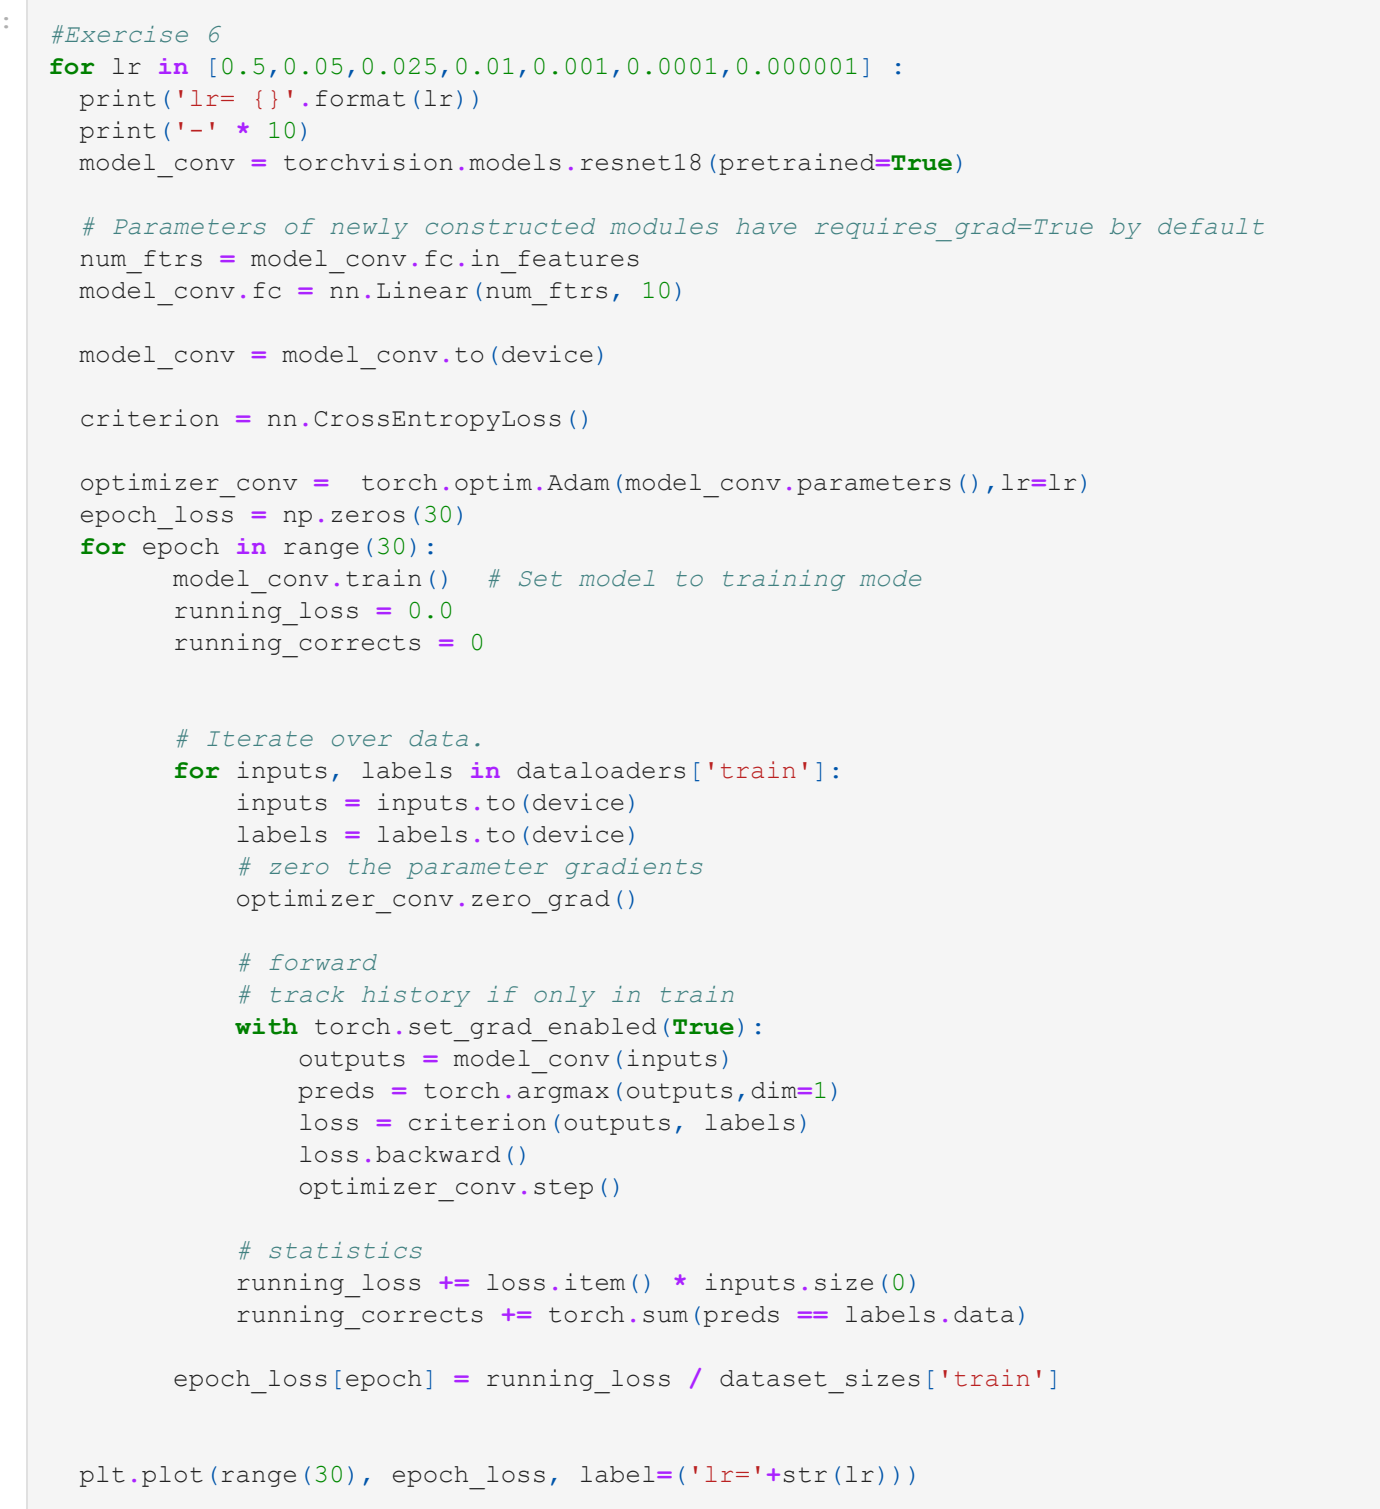 :
#Exercise 6
for lr in [0.5,0.05,0.025,0.01,0.001,0.0001,0.000001] :
  print('lr= {}'.format(lr))
  print('-' * 10)
  model_conv = torchvision.models.resnet18(pretrained=True)

  # Parameters of newly constructed modules have requires_grad=True by default
  num_ftrs = model_conv.fc.in_features
  model_conv.fc = nn.Linear(num_ftrs, 10)

  model_conv = model_conv.to(device)

  criterion = nn.CrossEntropyLoss()

  optimizer_conv =  torch.optim.Adam(model_conv.parameters(),lr=lr)
  epoch_loss = np.zeros(30)
  for epoch in range(30):
        model_conv.train()  # Set model to training mode
        running_loss = 0.0
        running_corrects = 0


        # Iterate over data.
        for inputs, labels in dataloaders['train']:
            inputs = inputs.to(device)
            labels = labels.to(device)
            # zero the parameter gradients
            optimizer_conv.zero_grad()

            # forward
            # track history if only in train
            with torch.set_grad_enabled(True):
                outputs = model_conv(inputs)
                preds = torch.argmax(outputs,dim=1)
                loss = criterion(outputs, labels)
                loss.backward()
                optimizer_conv.step()

            # statistics
            running_loss += loss.item() * inputs.size(0)
            running_corrects += torch.sum(preds == labels.data)

        epoch_loss[epoch] = running_loss / dataset_sizes['train']


  plt.plot(range(30), epoch_loss, label=('lr='+str(lr)))